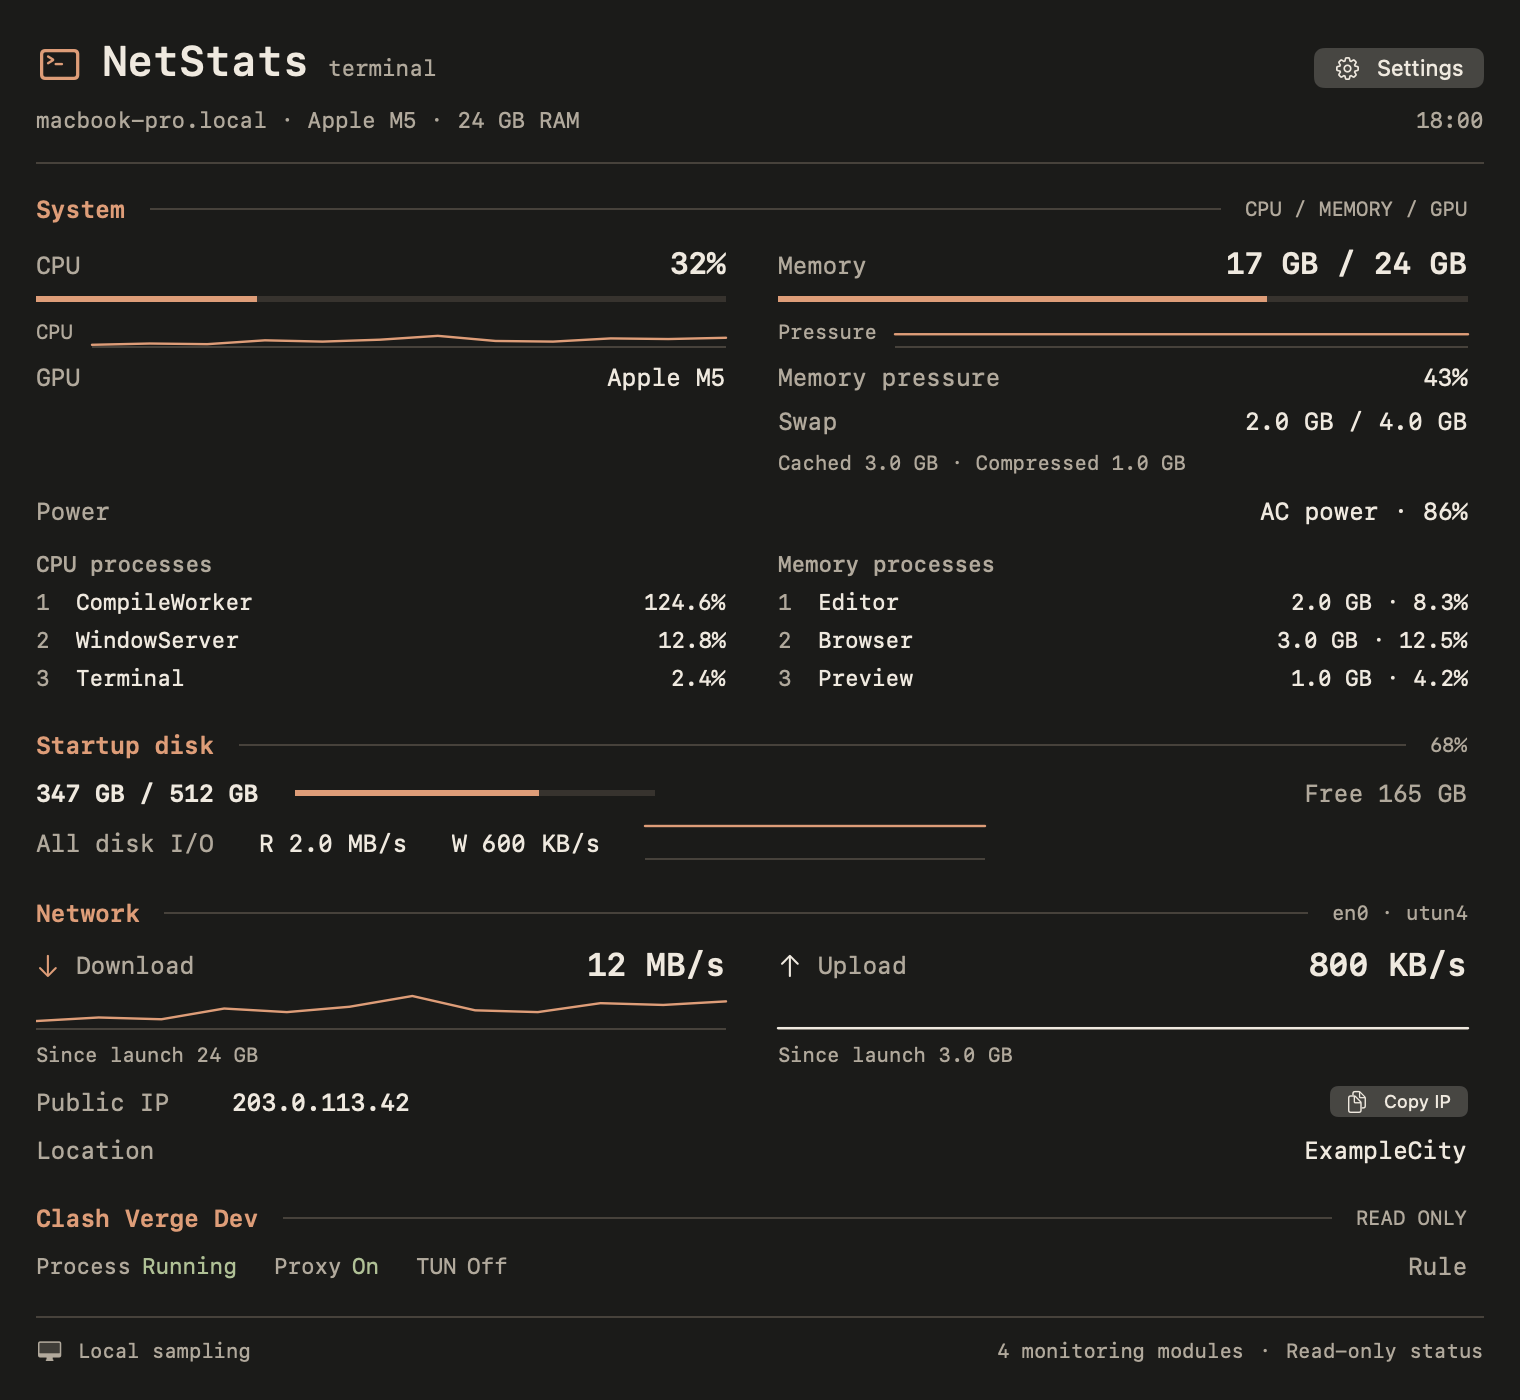 NetStats terminal
Settings
macbook-pro.local · Apple M5 · 24 GB RAM
18:00
System
CPU / MEMORY / GPU
CPU 32%
CPU
GPU Apple M5
Memory 17 GB / 24 GB
Pressure
Memory pressure 43%
Swap 2.0 GB / 4.0 GB
Cached 3.0 GB · Compressed 1.0 GB
Power AC power · 86%
CPU processes
1 CompileWorker 124.6%
2 WindowServer 12.8%
3 Terminal 2.4%
Memory processes
1 Editor 2.0 GB · 8.3%
2 Browser 3.0 GB · 12.5%
3 Preview 1.0 GB · 4.2%
Startup disk 68%
347 GB / 512 GB Free 165 GB
All disk I/O R 2.0 MB/s W 600 KB/s
Network en0 · utun4
↓ Download 12 MB/s
Since launch 24 GB
↑ Upload 800 KB/s
Since launch 3.0 GB
Public IP 203.0.113.42 Copy IP
Location ExampleCity
Clash Verge Dev READ ONLY
Process Running Proxy On TUN Off Rule
Local sampling 4 monitoring modules · Read-only status